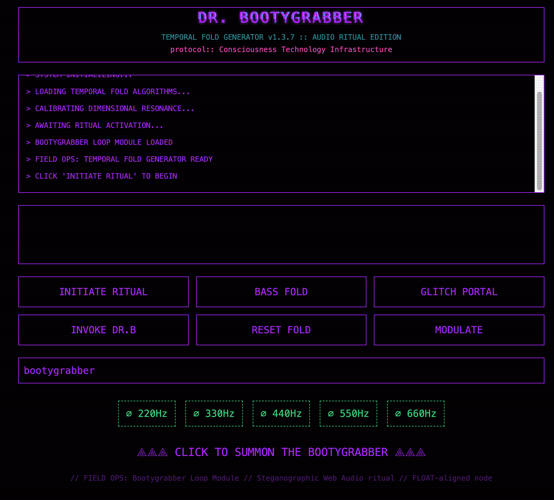 DR. BOOTYGRABBER
TEMPORAL FOLD GENERATOR v1.3.7 :: AUDIO RITUAL EDITION
protocol:: Consciousness Technology Infrastructure
> LOADING TEMPORAL FOLD ALGORITHMS...
> CALIBRATING DIMENSIONAL RESONANCE...
> AWAITING RITUAL ACTIVATION...
> BOOTYGRABBER LOOP MODULE LOADED
> FIELD OPS: TEMPORAL FOLD GENERATOR READY
> CLICK 'INITIATE RITUAL' TO BEGIN
INITIATE RITUAL
BASS FOLD
GLITCH PORTAL
INVOKE DR.B
RESET FOLD
MODULATE
bootygrabber
⌀ 220Hz
⌀ 330Hz
⌀ 440Hz
⌀ 550Hz
⌀ 660Hz
⟁⟁⟁ CLICK TO SUMMON THE BOOTYGRABBER ⟁⟁⟁
// FIELD OPS: Bootygrabber Loop Module // Steganographic Web Audio ritual // FLOAT-aligned node